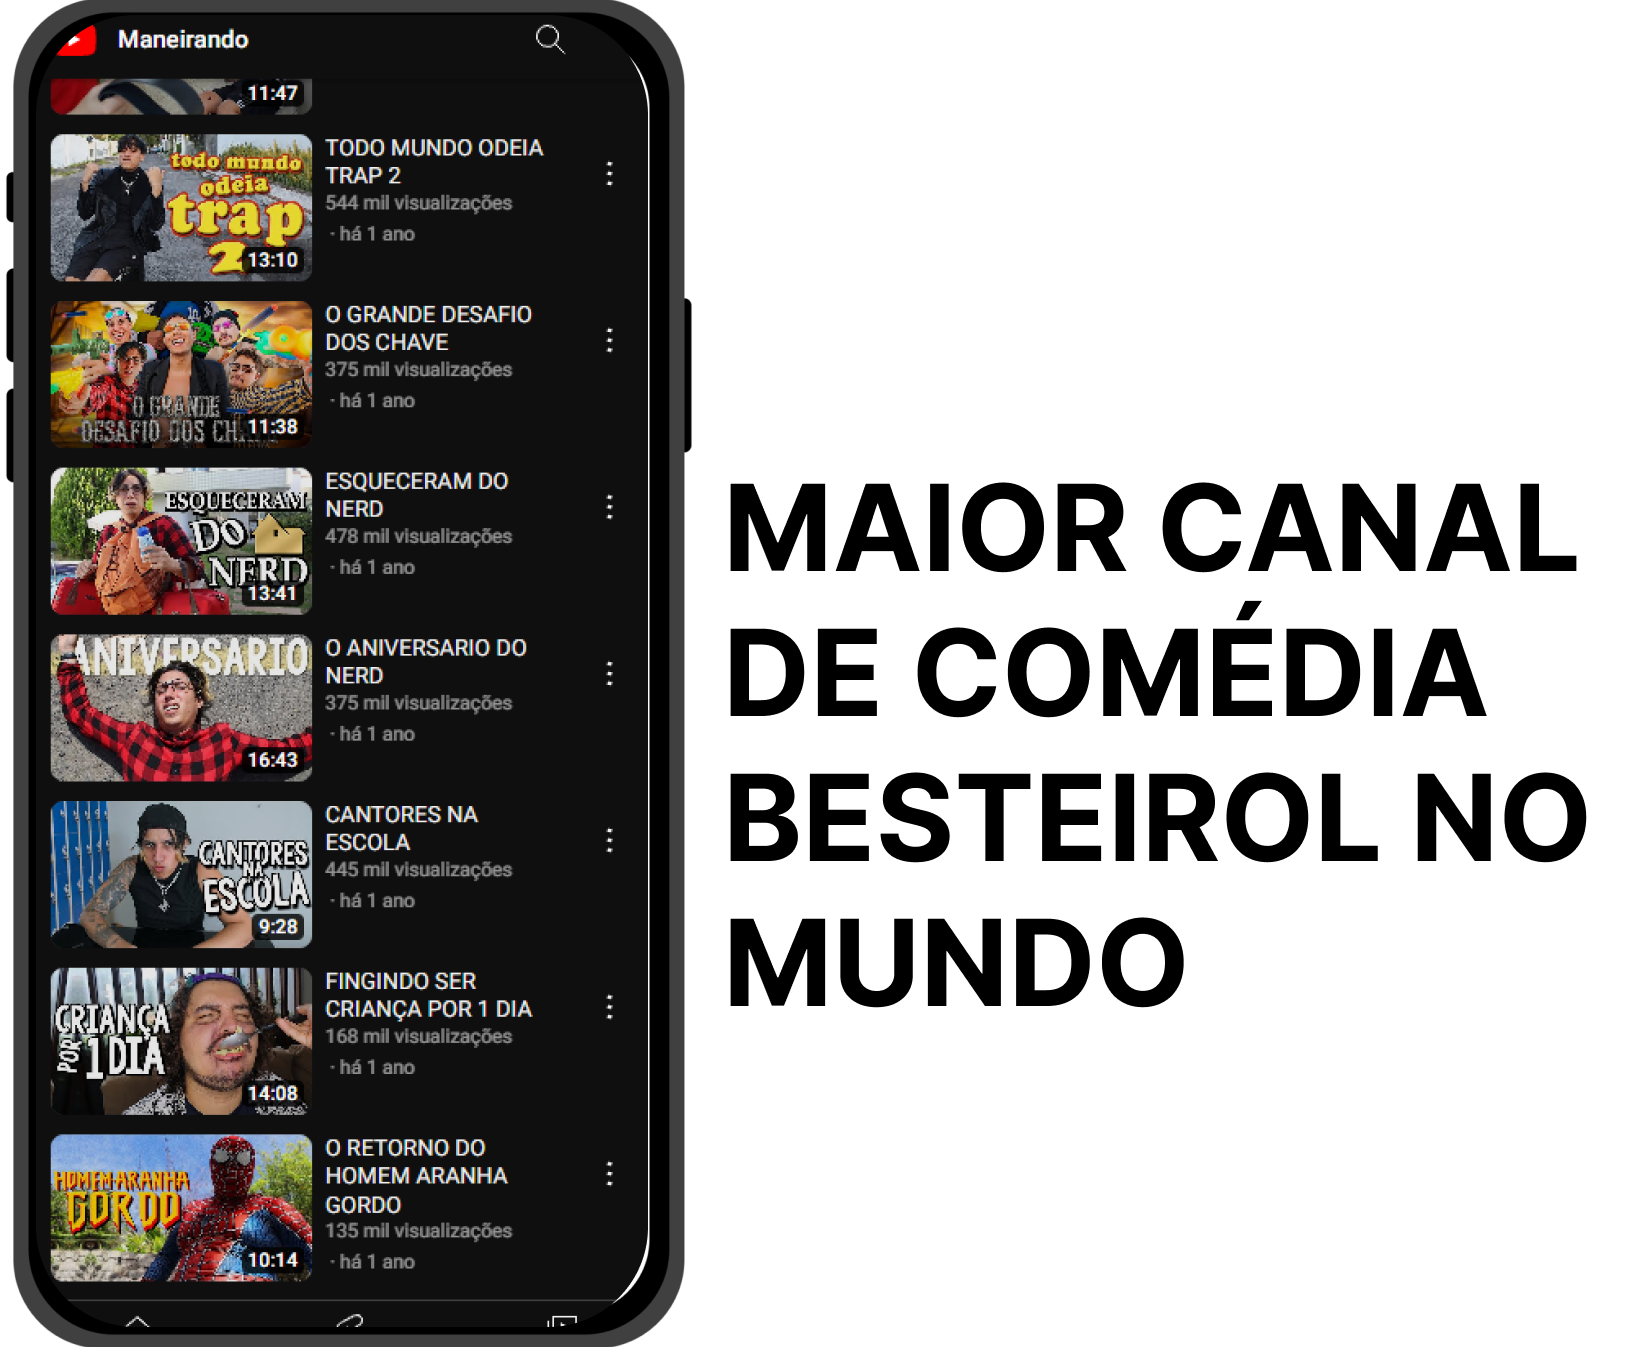 Maneirando
11:47
todo mundo
odeia
trap
2
13:10
TODO MUNDO ODEIA
TRAP 2
544 mil visualizações
· há 1 ano
O GRANDE
DESAFIO DOS
11:38
O GRANDE DESAFIO
DOS CHAVE
375 mil visualizações
· há 1 ano
ESQUECERAM
DO
NERD
13:41
ESQUECERAM DO
NERD
478 mil visualizações
· há 1 ano
ANIVERSARIO
16:43
O ANIVERSARIO DO
NERD
375 mil visualizações
· há 1 ano
CANTORES
NA
ESCOLA
9:28
CANTORES NA
ESCOLA
445 mil visualizações
· há 1 ano
CRIANÇA
POR 1 DIA
14:08
FINGINDO SER
CRIANÇA POR 1 DIA
168 mil visualizações
· há 1 ano
HOMEM ARANHA
GORDO
10:14
O RETORNO DO
HOMEM ARANHA
GORDO
135 mil visualizações
· há 1 ano
MAIOR CANAL
DE COMÉDIA
BESTEIROL NO
MUNDO